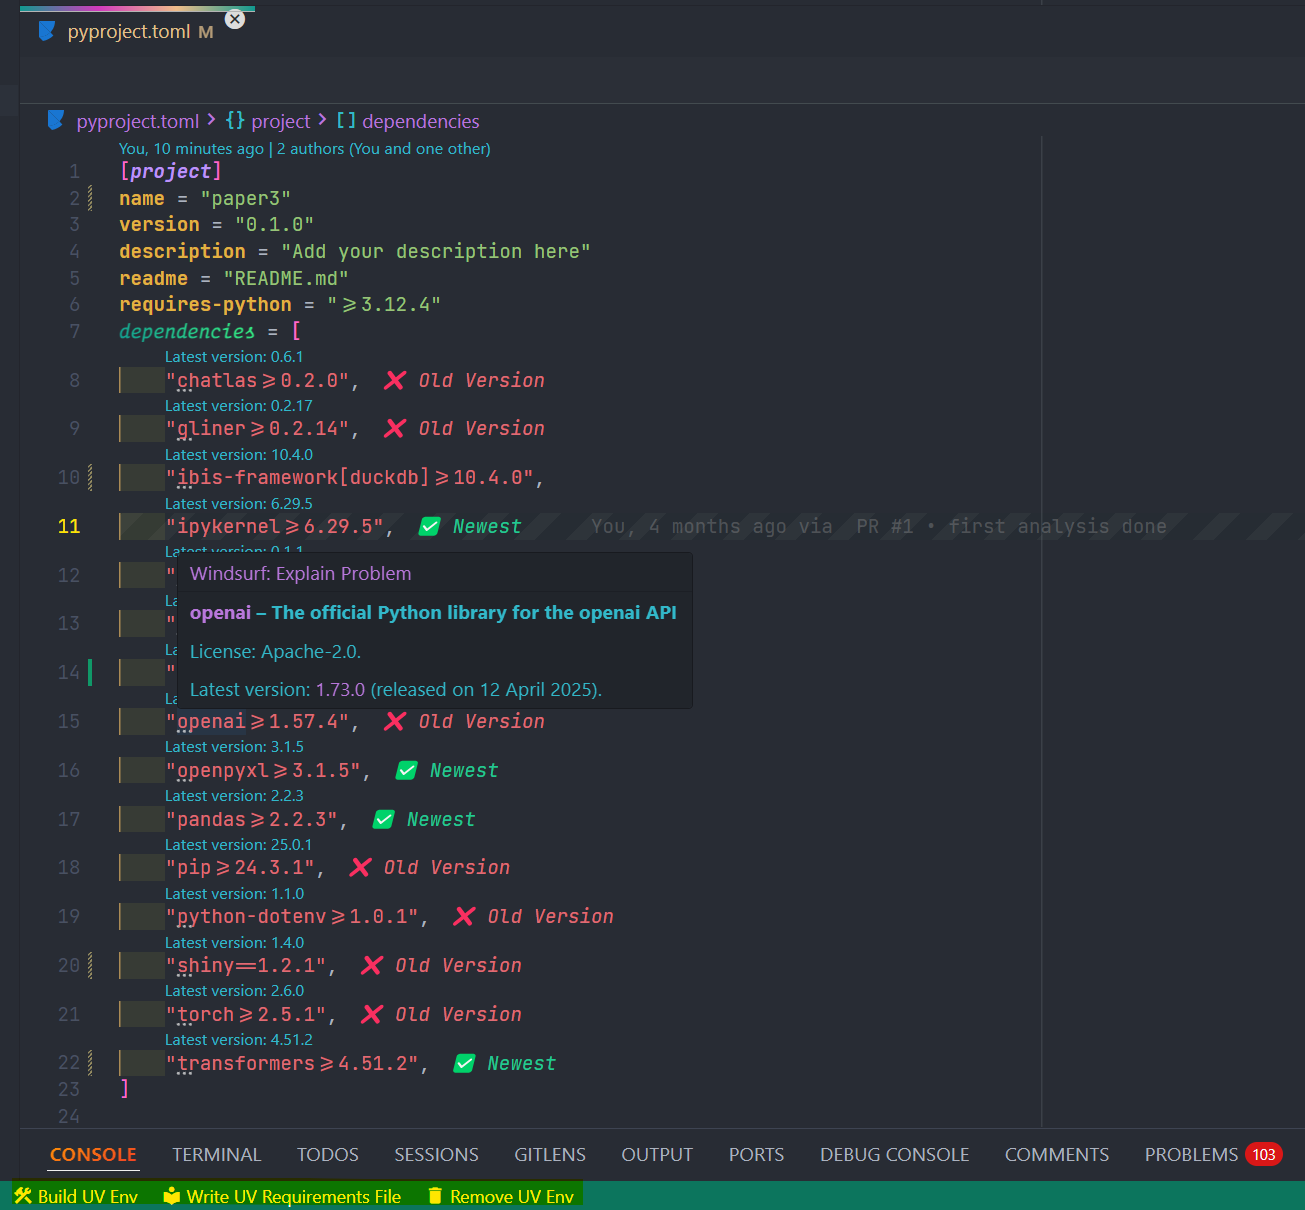 pyproject.toml M
pyproject.toml > {} project > [ ] dependencies
You, 10 minutes ago | 2 authors (You and one other)
1 [project]
2 name = "paper3"
3 version = "0.1.0"
4 description = "Add your description here"
5 readme = "README.md"
6 requires-python = "≥3.12.4"
7 dependencies = [
Latest version: 0.6.1
8 "chatlas≥0.2.0", ❌ Old Version
Latest version: 0.2.17
9 "gliner≥0.2.14", ❌ Old Version
Latest version: 10.4.0
10 "ibis-framework[duckdb]≥10.4.0",
Latest version: 6.29.5
11 "ipykernel≥6.29.5", ✅ Newest You, 4 months ago via PR #1 • first analysis done
Latest version: 0.1.1
12 "
Windsurf: Explain Problem
La
13 "
openai – The official Python library for the openai API
La
14 "
License: Apache-2.0.
La
Latest version: 1.73.0 (released on 12 April 2025).
15 "openai≥1.57.4", ❌ Old Version
Latest version: 3.1.5
16 "openpyxl≥3.1.5", ✅ Newest
Latest version: 2.2.3
17 "pandas≥2.2.3", ✅ Newest
Latest version: 25.0.1
18 "pip≥24.3.1", ❌ Old Version
Latest version: 1.1.0
19 "python-dotenv≥1.0.1", ❌ Old Version
Latest version: 1.4.0
20 "shiny==1.2.1", ❌ Old Version
Latest version: 2.6.0
21 "torch≥2.5.1", ❌ Old Version
Latest version: 4.51.2
22 "transformers≥4.51.2", ✅ Newest
23 ]
24
CONSOLE TERMINAL TODOS SESSIONS GITLENS OUTPUT PORTS DEBUG CONSOLE COMMENTS PROBLEMS 103
Build UV Env Write UV Requirements File Remove UV Env